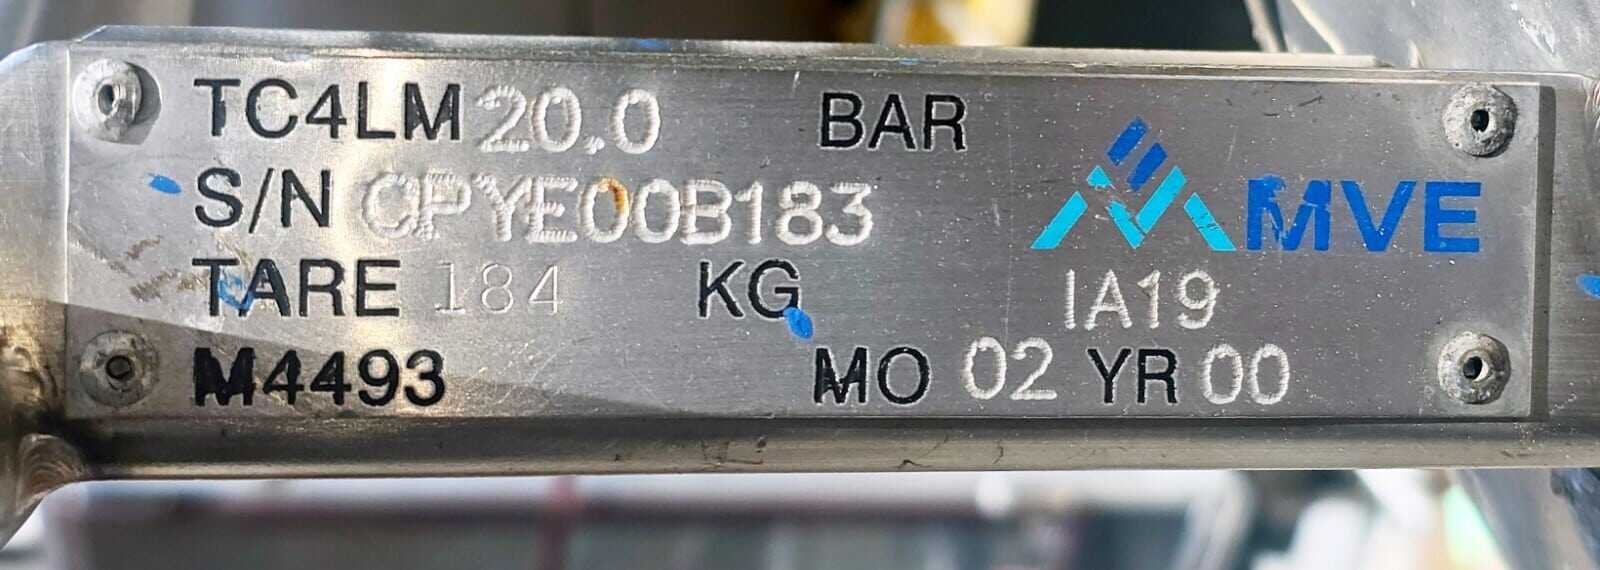 TC4LM 20.0 BAR
S/N CPYE00B183
MVE
TARE 184 KG
IA19
M4493 MO 02 YR 00